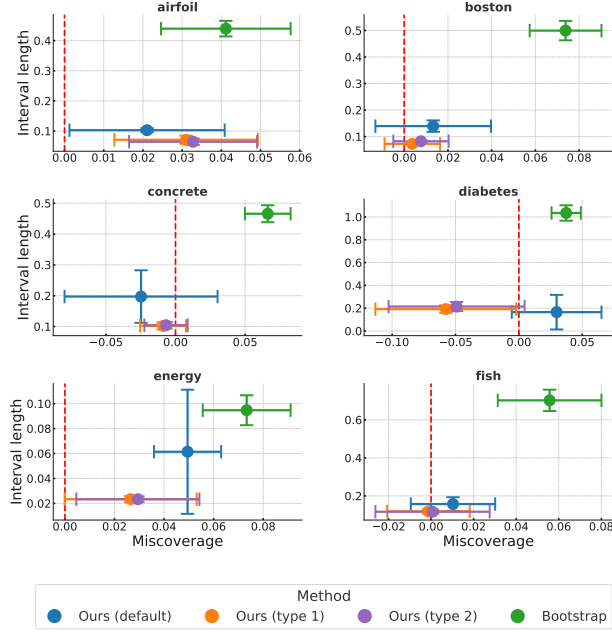 airfoil
boston
Interval length
0.4
0.3
0.2
0.1
0.00 0.01 0.02 0.03 0.04 0.05 0.06
0.5
0.4
0.3
0.2
0.1
0.00 0.02 0.04 0.06 0.08
concrete
diabetes
Interval length
0.5
0.4
0.3
0.2
0.1
−0.05 0.00 0.05
1.0
0.8
0.6
0.4
0.2
0.0
−0.10 −0.05 0.00 0.05
energy
fish
Interval length
0.10
0.08
0.06
0.04
0.02
0.00 0.02 0.04 0.06 0.08
Miscoverage
0.6
0.4
0.2
−0.02 0.00 0.02 0.04 0.06 0.08
Miscoverage
Method
Ours (default) Ours (type 1) Ours (type 2) Bootstrap